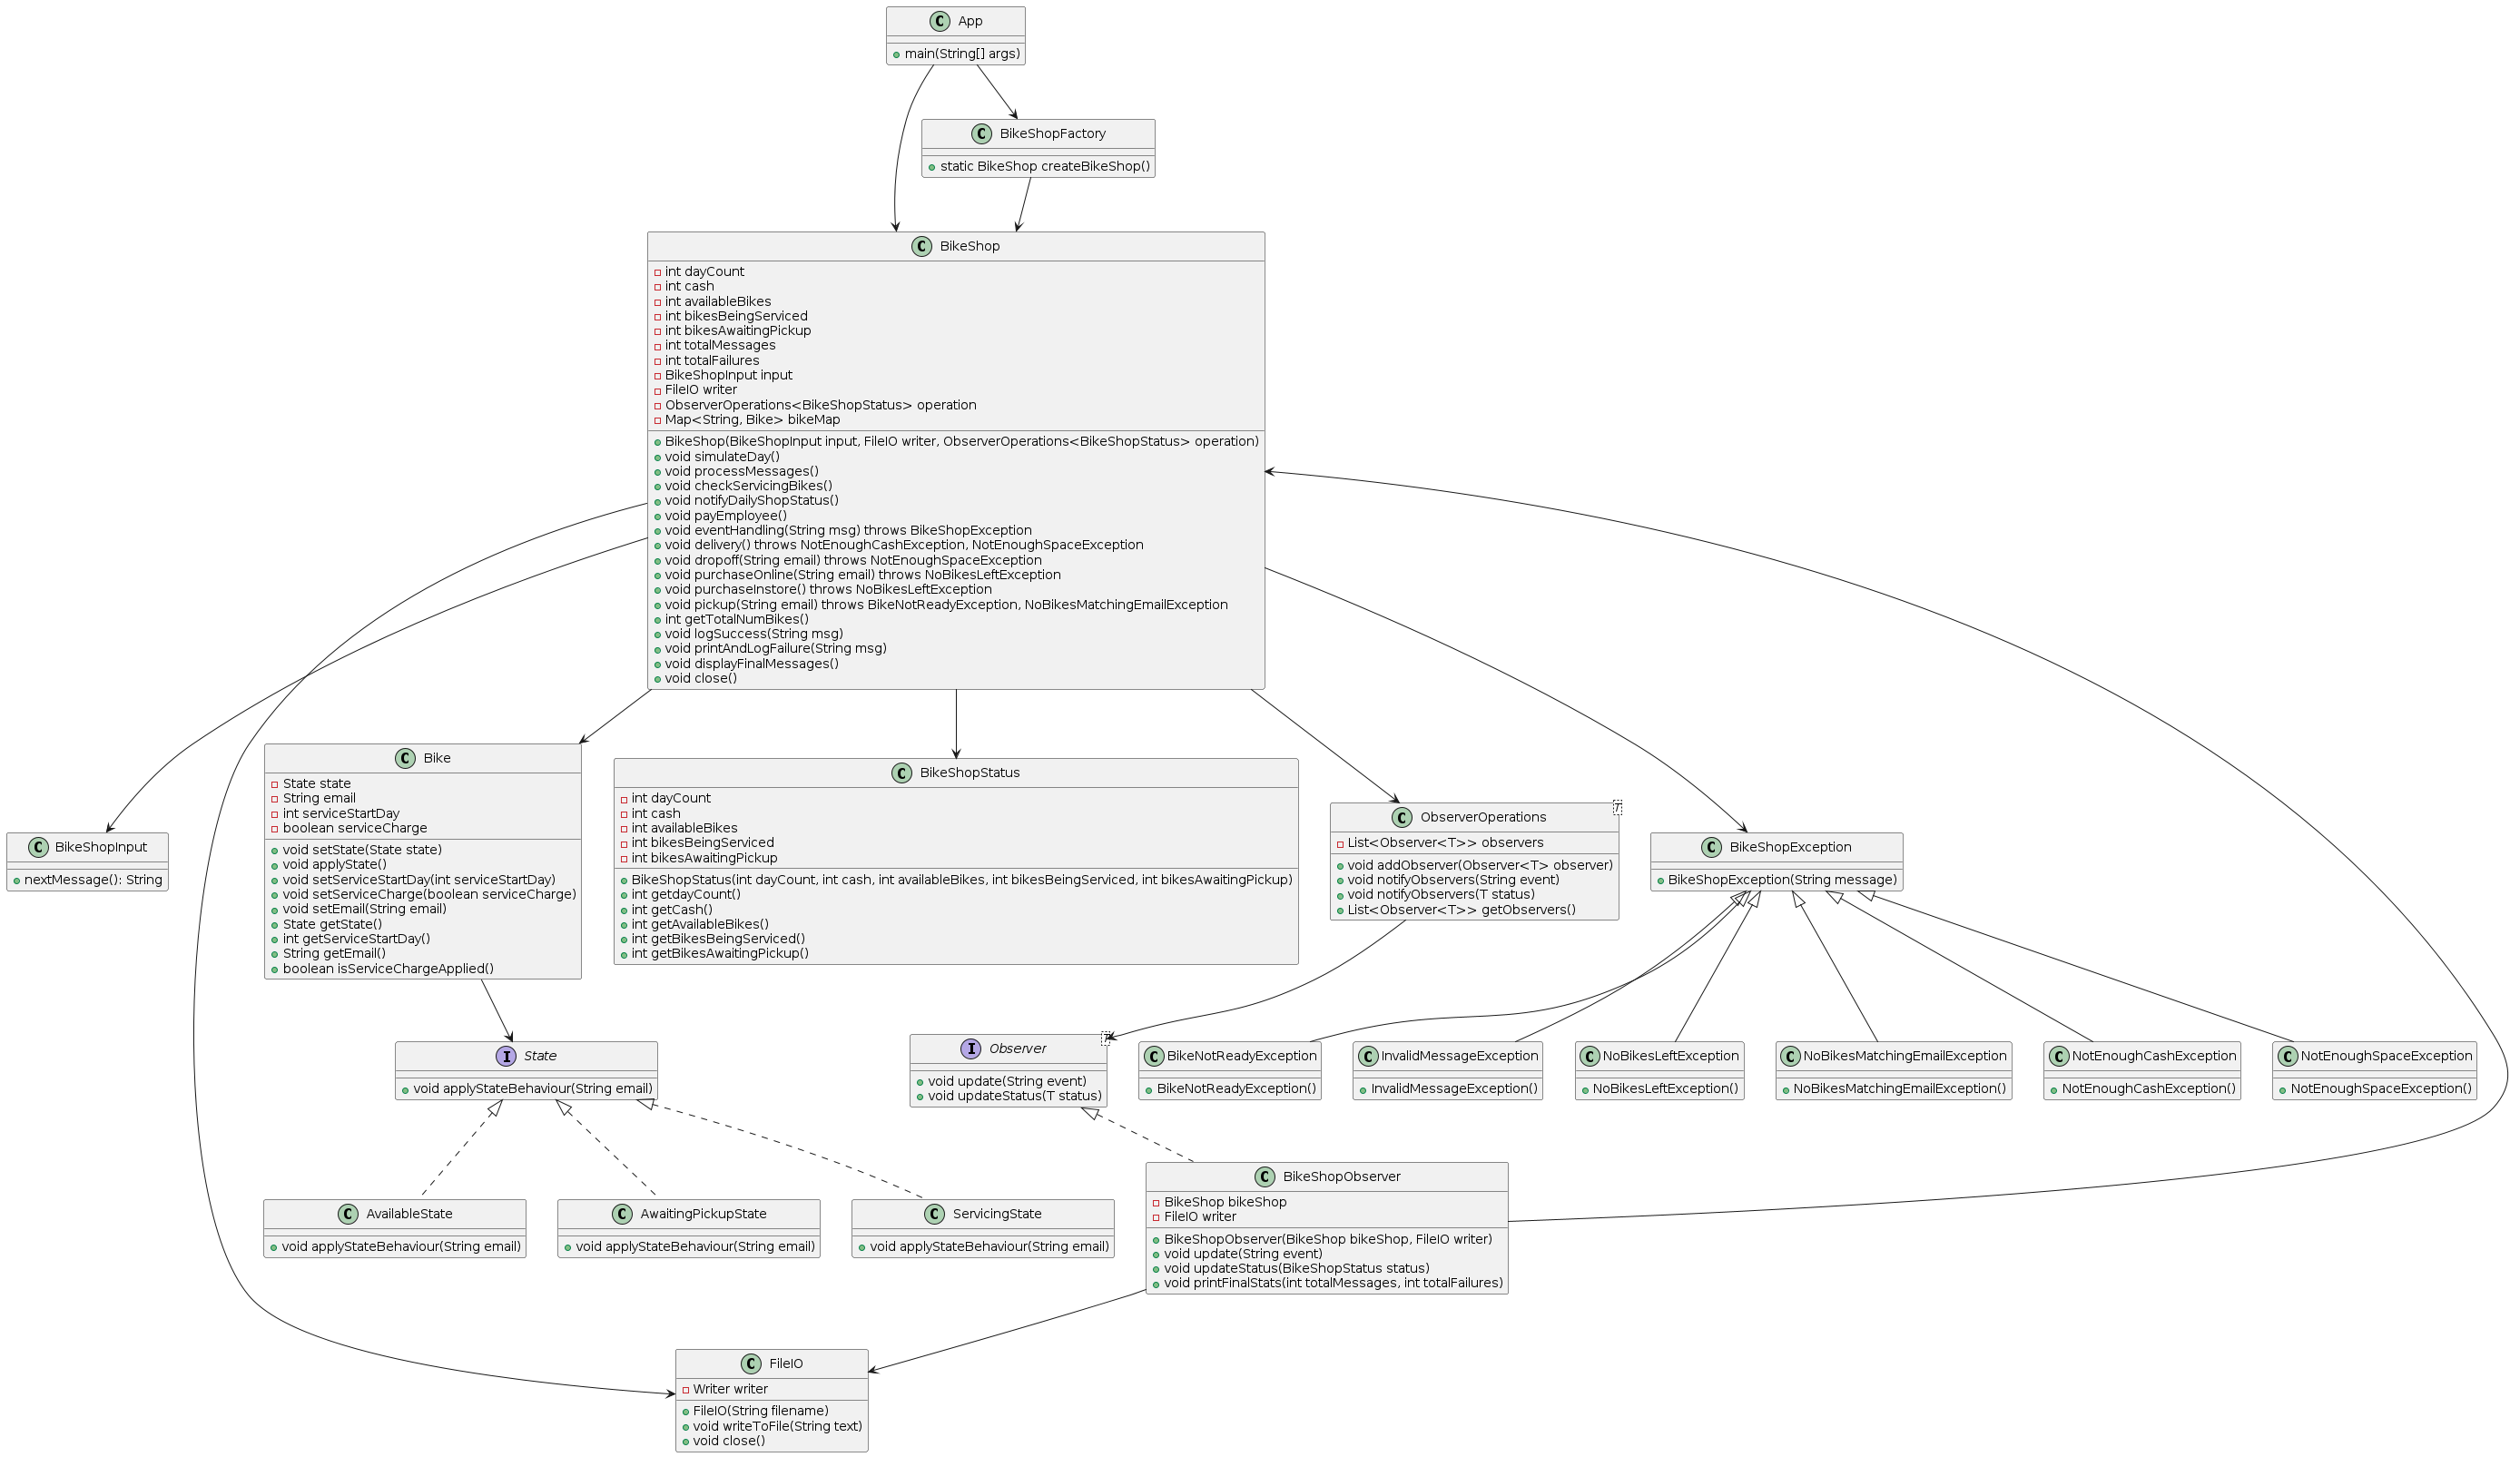 C App
main(String[] args)
C BikeShopFactory
static BikeShop createBikeShop()
C BikeShop
int dayCount
int cash
int availableBikes
int bikesBeingServiced
int bikesAwaitingPickup
int totalMessages
int totalFailures
BikeShopInput input
FileIO writer
ObserverOperations<BikeShopStatus> operation
Map<String, Bike> bikeMap
BikeShop(BikeShopInput input, FileIO writer, ObserverOperations<BikeShopStatus> operation)
void simulateDay()
void processMessages()
void checkServicingBikes()
void notifyDailyShopStatus()
void payEmployee()
void eventHandling(String msg) throws BikeShopException
void delivery() throws NotEnoughCashException, NotEnoughSpaceException
void dropoff(String email) throws NotEnoughSpaceException
void purchaseOnline(String email) throws NoBikesLeftException
void purchaseInstore() throws NoBikesLeftException
void pickup(String email) throws BikeNotReadyException, NoBikesMatchingEmailException
int getTotalNumBikes()
void logSuccess(String msg)
void printAndLogFailure(String msg)
void displayFinalMessages()
void close()
C BikeShopInput
nextMessage(): String
C Bike
State state
String email
int serviceStartDay
boolean serviceCharge
void setState(State state)
void applyState()
void setServiceStartDay(int serviceStartDay)
void setServiceCharge(boolean serviceCharge)
void setEmail(String email)
State getState()
int getServiceStartDay()
String getEmail()
boolean isServiceChargeApplied()
C BikeShopStatus
int dayCount
int cash
int availableBikes
int bikesBeingServiced
int bikesAwaitingPickup
BikeShopStatus(int dayCount, int cash, int availableBikes, int bikesBeingServiced, int bikesAwaitingPickup)
int getdayCount()
int getCash()
int getAvailableBikes()
int getBikesBeingServiced()
int getBikesAwaitingPickup()
C ObserverOperations T
List<Observer<T>> observers
void addObserver(Observer<T> observer)
void notifyObservers(String event)
void notifyObservers(T status)
List<Observer<T>> getObservers()
C BikeShopException
BikeShopException(String message)
I State
void applyStateBehaviour(String email)
I Observer T
void update(String event)
void updateStatus(T status)
C BikeNotReadyException
BikeNotReadyException()
C InvalidMessageException
InvalidMessageException()
C NoBikesLeftException
NoBikesLeftException()
C NoBikesMatchingEmailException
NoBikesMatchingEmailException()
C NotEnoughCashException
NotEnoughCashException()
C NotEnoughSpaceException
NotEnoughSpaceException()
C AvailableState
void applyStateBehaviour(String email)
C AwaitingPickupState
void applyStateBehaviour(String email)
C ServicingState
void applyStateBehaviour(String email)
C BikeShopObserver
BikeShop bikeShop
FileIO writer
BikeShopObserver(BikeShop bikeShop, FileIO writer)
void update(String event)
void updateStatus(BikeShopStatus status)
void printFinalStats(int totalMessages, int totalFailures)
C FileIO
Writer writer
FileIO(String filename)
void writeToFile(String text)
void close()